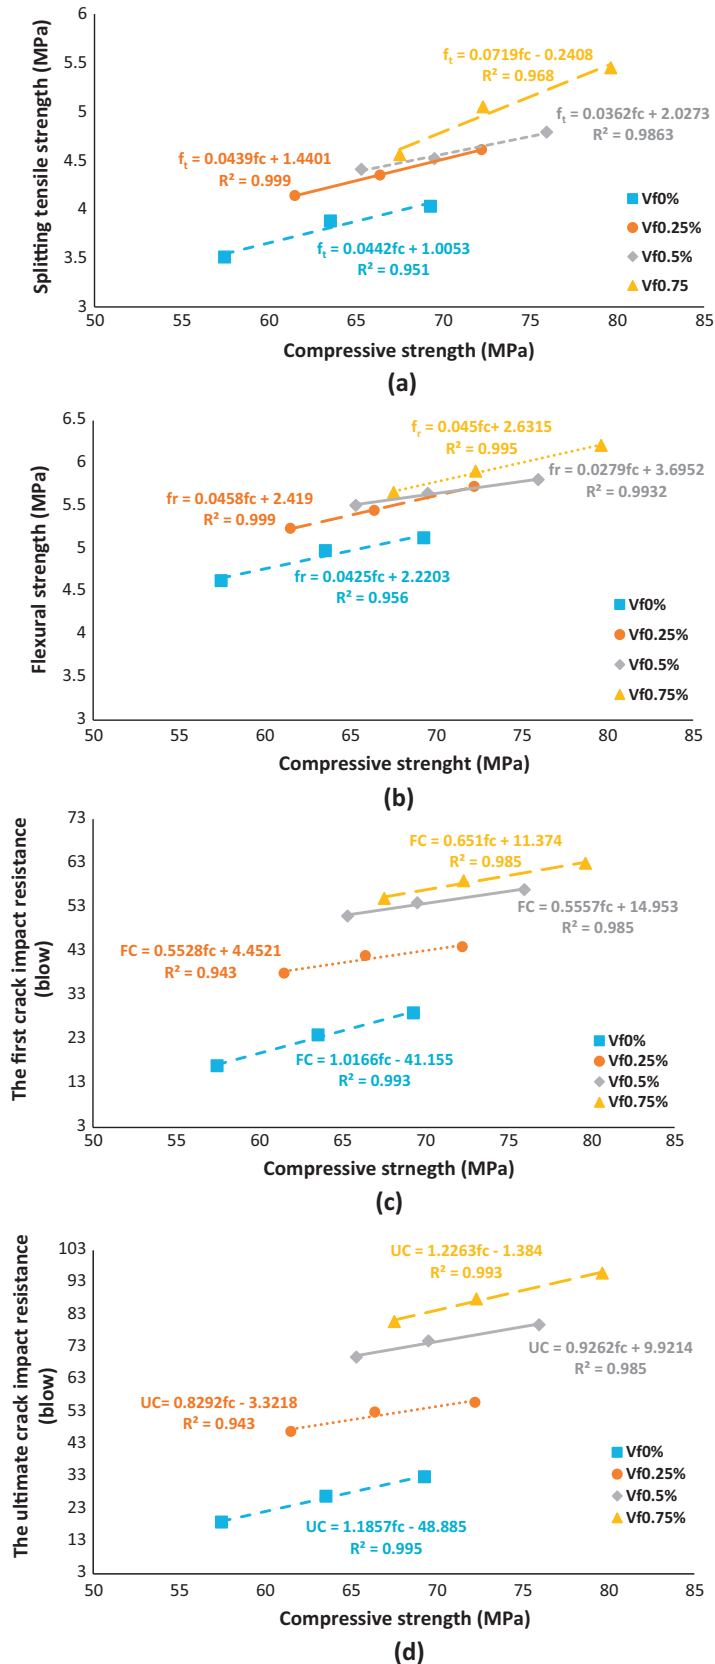 6
5.5
5
4.5
4
3.5
3
Splitting tensile strength (MPa)
fₜ = 0.0719fc - 0.2408
R² = 0.968
fₜ = 0.0362fc + 2.0273
R² = 0.9863
fₜ = 0.0439fc + 1.4401
R² = 0.999
fₜ = 0.0442fc + 1.0053
R² = 0.951
Vf0%
Vf0.25%
Vf0.5%
Vf0.75
50 55 60 65 70 75 80 85
Compressive strength (MPa)
(a)
6.5
6
5.5
5
4.5
4
3.5
3
Flexural strength (MPa)
fᵣ = 0.045fc+ 2.6315
R² = 0.995
fr = 0.0279fc + 3.6952
R² = 0.9932
fr = 0.0458fc + 2.419
R² = 0.999
fr = 0.0425fc + 2.2203
R² = 0.956
Vf0%
Vf0.25%
Vf0.5%
Vf0.75%
50 55 60 65 70 75 80 85
Compressive strenght (MPa)
(b)
73
63
53
43
33
23
13
3
The first crack impact resistance
(blow)
FC = 0.651fc + 11.374
R² = 0.985
FC = 0.5557fc + 14.953
R² = 0.985
FC = 0.5528fc + 4.4521
R² = 0.943
FC = 1.0166fc - 41.155
R² = 0.993
Vf0%
Vf0.25%
Vf0.5%
Vf0.75%
50 55 60 65 70 75 80 85
Compressive strnegth (MPa)
(c)
103
93
83
73
63
53
43
33
23
13
3
The ultimate crack impact resistance
(blow)
UC = 1.2263fc - 1.384
R² = 0.993
UC = 0.9262fc + 9.9214
R² = 0.985
UC= 0.8292fc - 3.3218
R² = 0.943
UC = 1.1857fc - 48.885
R² = 0.995
Vf0%
Vf0.25%
Vf0.5%
Vf0.75%
50 55 60 65 70 75 80 85
Compressive strength (MPa)
(d)